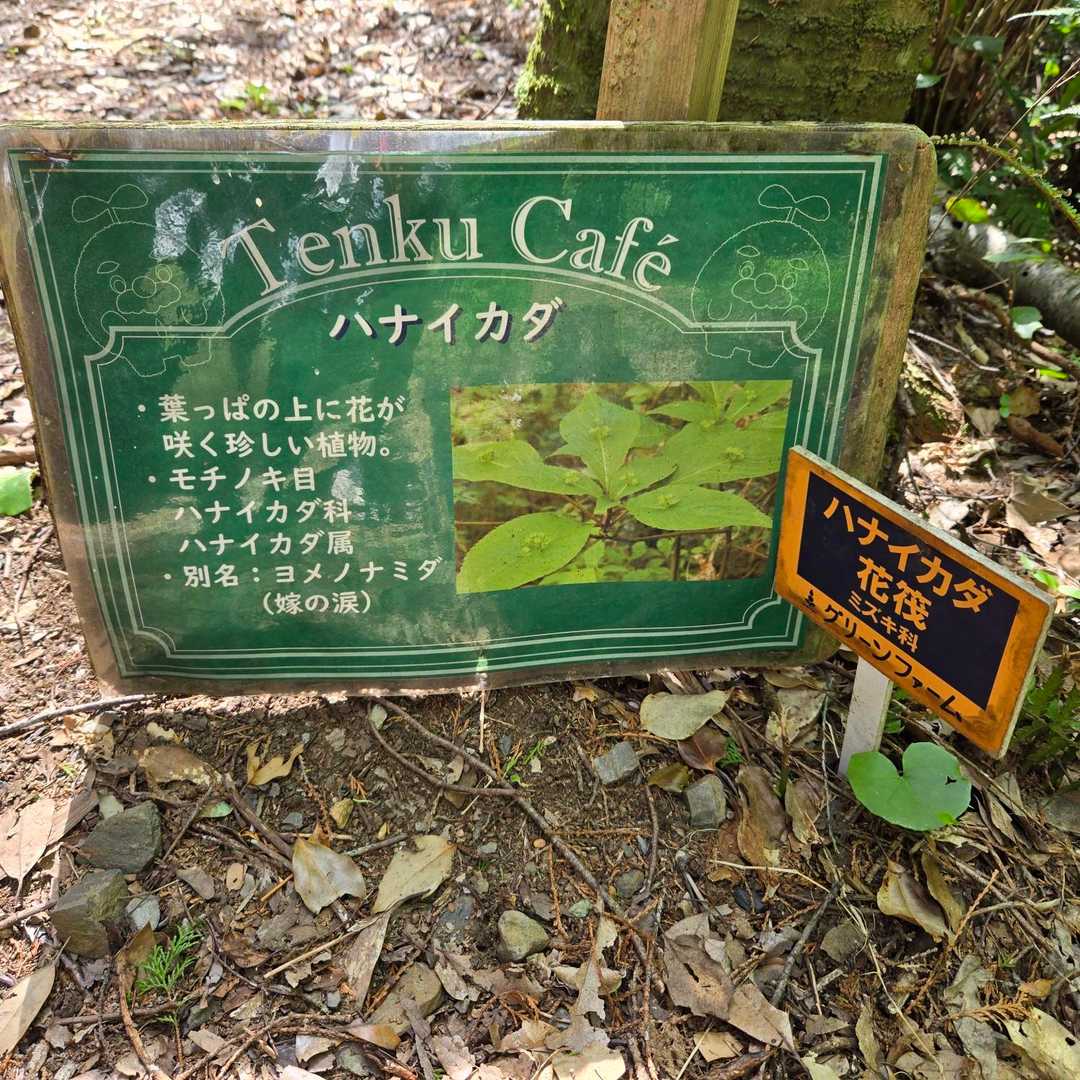 Tenku Café
ハナイカダ
・葉っぱの上に花が
咲く珍しい植物。
・モチノキ目
ハナイカダ科
ハナイカダ属
・別名：ヨメノナミダ
（嫁の涙）
ハナイカダ
花筏
ミズキ科
グリーンファーム